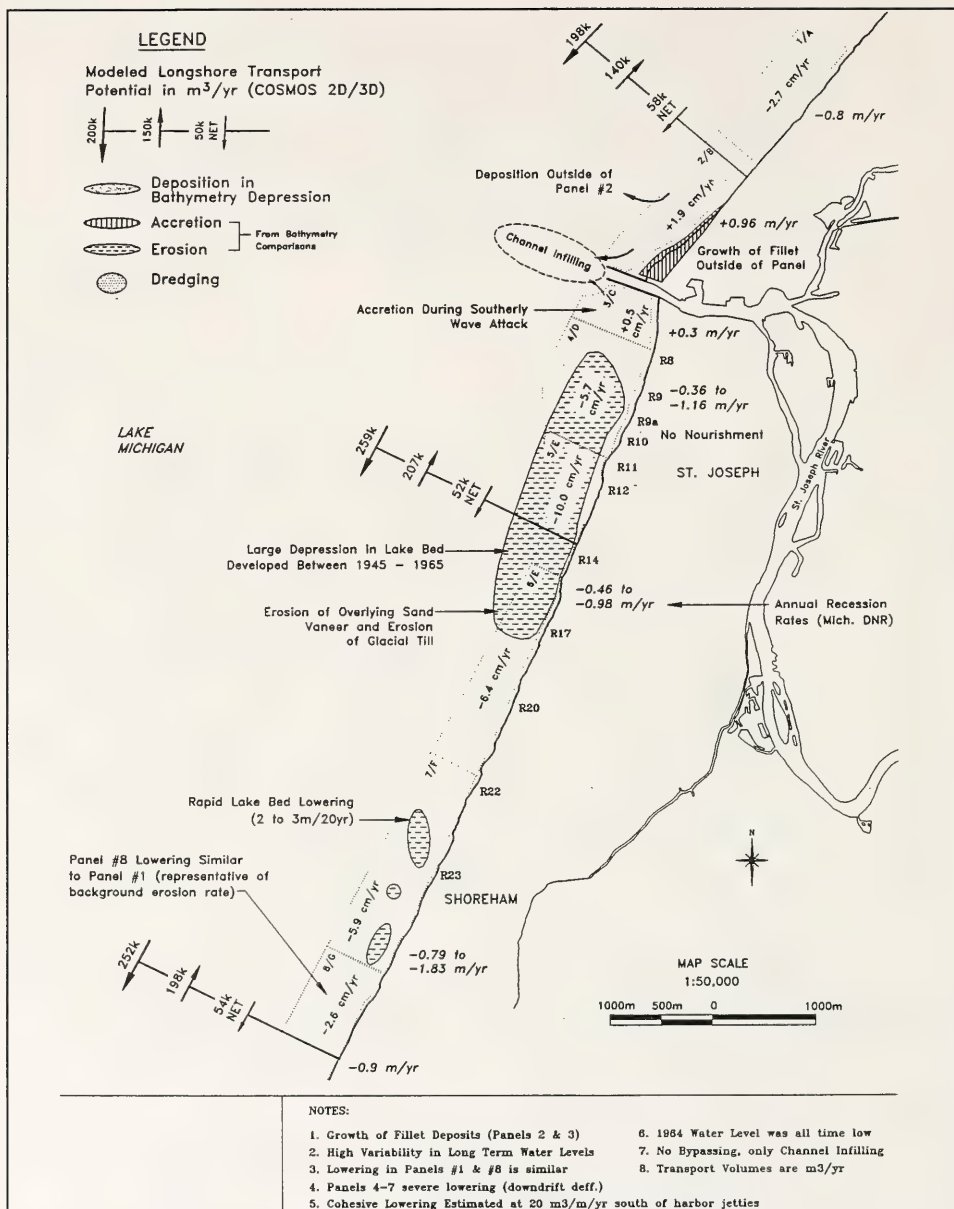 LEGEND
Modeled Longshore Transport
Potential in m³/yr (COSMOS 2D/3D)
200k
150k
50k
NET
Deposition in
Bathymetry Depression
Accretion
Erosion
From Bathymetry
Comparisons
Dredging
198k
140k
58k
NET
1/A
-2.7 cm/yr
-0.8 m/yr
2/B
Deposition Outside of
Panel #2
+1.9 cm/yr
+0.96 m/yr
Growth of Fillet
Outside of Panel
Channel Infilling
3/C
Accretion During Southerly
Wave Attack
+0.5
cm/yr
+0.3 m/yr
4/D
R8
-5.7
cm/yr
R9
-0.36 to
-1.16 m/yr
R9a
R10
No Nourishment
LAKE
MICHIGAN
ST. JOSEPH
St. Joseph River
5/E
R11
R12
-10.0 cm/yr
259k
207k
52k
NET
R14
Large Depression in Lake Bed
Developed Between 1945 - 1965
5/E
-0.46 to
-0.98 m/yr
Annual Recession
Rates (Mich. DNR)
Erosion of Overlying Sand
Vaneer and Erosion
of Glacial Till
R17
-6.4 cm/yr
R20
7/F
R22
Rapid Lake Bed Lowering
(2 to 3m/20yr)
N
Panel #8 Lowering Similar
to Panel #1 (representative of
background erosion rate)
R23
SHOREHAM
-5.9 cm/yr
8/G
-0.79 to
-1.83 m/yr
252k
198k
54k
NET
-2.6 cm/yr
-0.9 m/yr
MAP SCALE
1:50,000
1000m 500m 0 1000m
NOTES:
1. Growth of Fillet Deposits (Panels 2 & 3)
2. High Variability in Long Term Water Levels
3. Lowering in Panels #1 & #8 is similar
4. Panels 4-7 severe lowering (downdrift deff.)
5. Cohesive Lowering Estimated at 20 m3/m/yr south of harbor jetties
6. 1964 Water Level was all time low
7. No Bypassing, only Channel Infilling
8. Transport Volumes are m3/yr